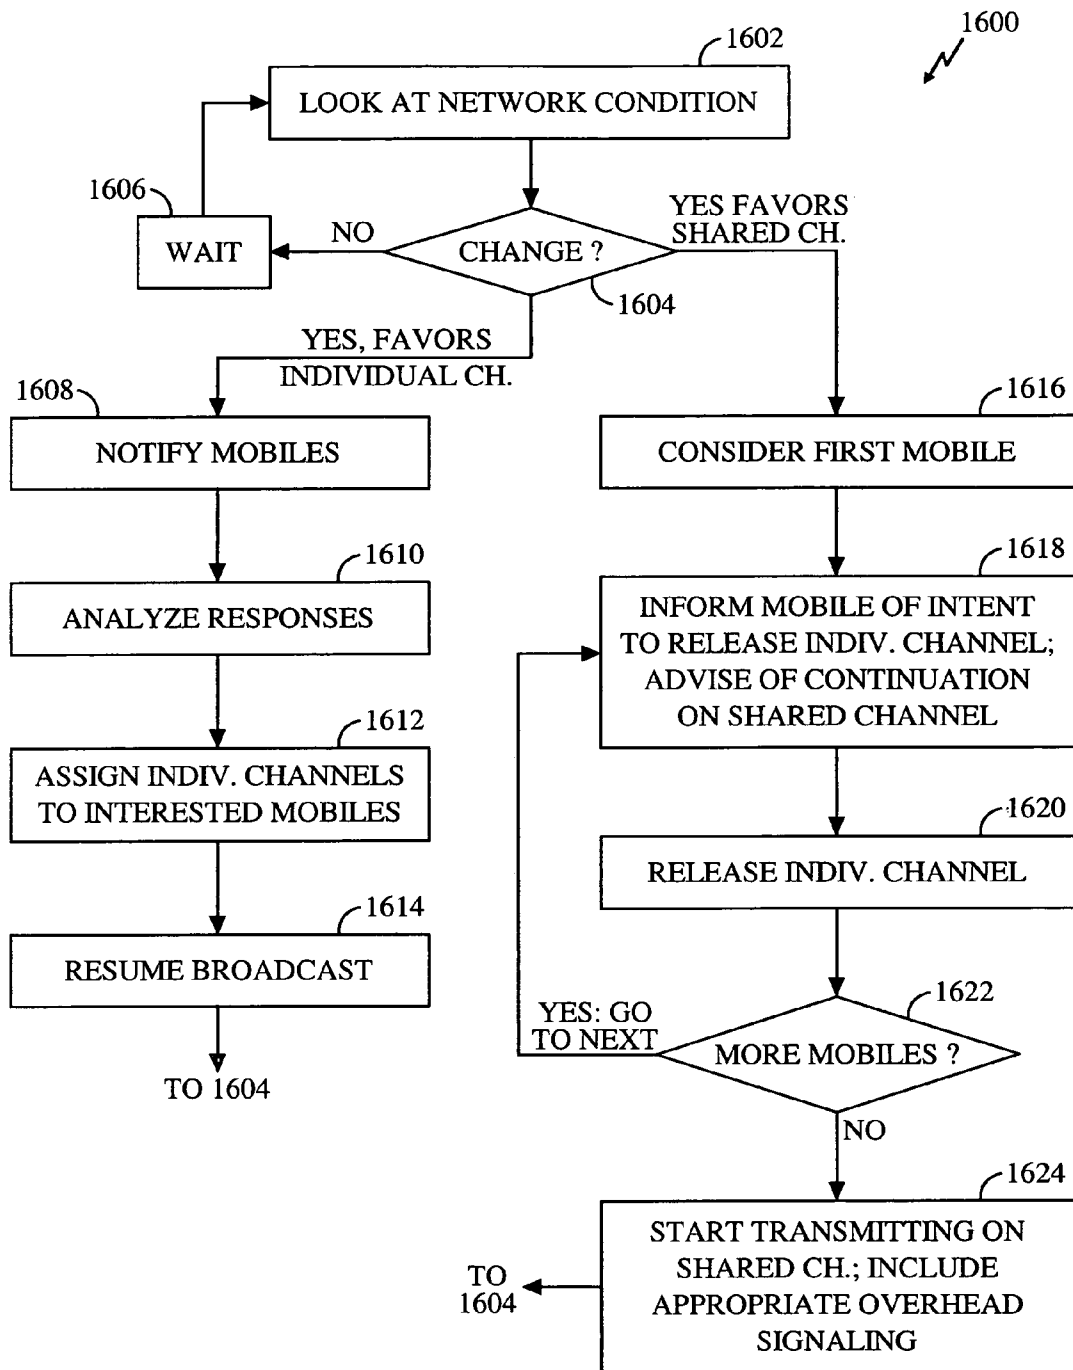 1600
1602
LOOK AT NETWORK CONDITION
1606
WAIT
NO
CHANGE ?
1604
YES FAVORS
SHARED CH.
YES, FAVORS
INDIVIDUAL CH.
1608
NOTIFY MOBILES
1610
ANALYZE RESPONSES
1612
ASSIGN INDIV. CHANNELS
TO INTERESTED MOBILES
1614
RESUME BROADCAST
TO 1604
1616
CONSIDER FIRST MOBILE
1618
INFORM MOBILE OF INTENT
TO RELEASE INDIV. CHANNEL;
ADVISE OF CONTINUATION
ON SHARED CHANNEL
1620
RELEASE INDIV. CHANNEL
1622
MORE MOBILES ?
YES: GO
TO NEXT
NO
1624
START TRANSMITTING ON
SHARED CH.; INCLUDE
APPROPRIATE OVERHEAD
SIGNALING
TO
1604